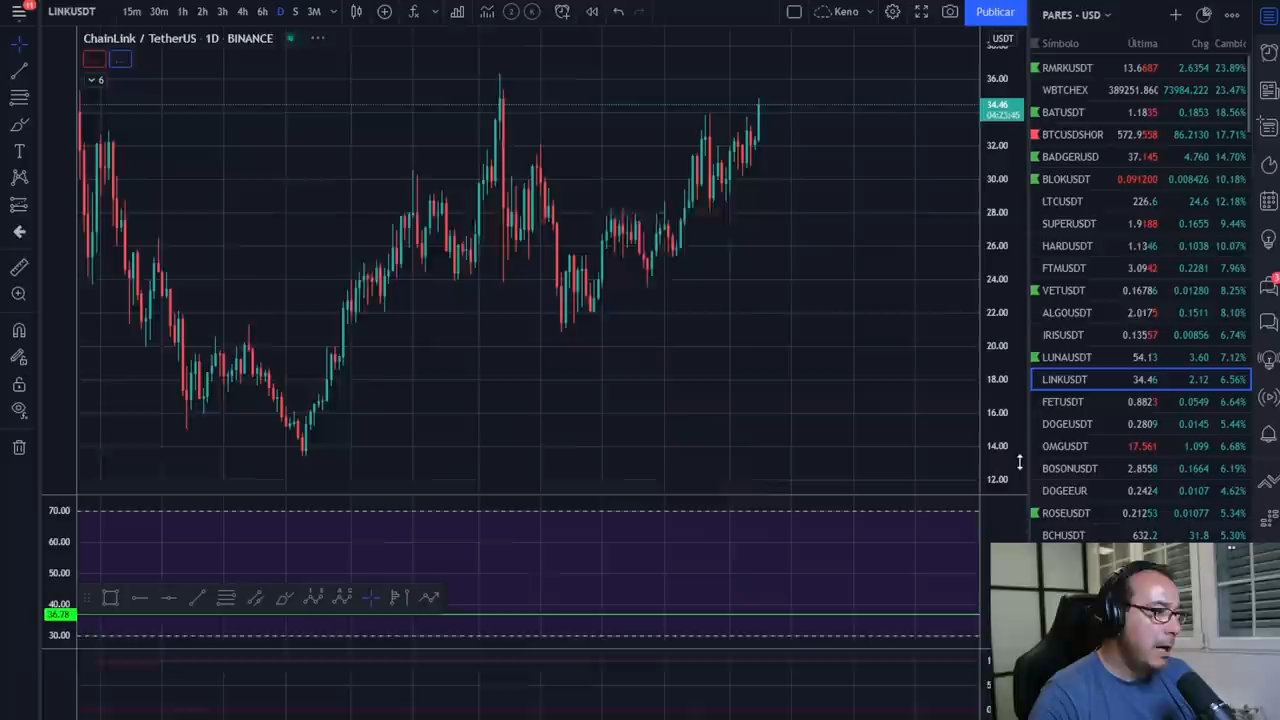 11
LINKUSDT 15m 30m 1h 2h 3h 4h 6h D S 3M Keno Publicar
ChainLink / TetherUS · 1D · BINANCE
6
USDT
38.00
36.00
34.46
04:23:45
32.00
30.00
28.00
26.00
24.00
22.00
20.00
18.00
16.00
14.00
12.00
70.00
60.00
50.00
40.00
36.78
30.00
PARES - USD
Símbolo Última Chg Cambic
RMRKUSDT 13.6687 2.6354 23.89%
WBTCHEX 389251.860 73984.222 23.47%
BATUSDT 1.1835 0.1853 18.56%
BTCUSDSHOR 572.9558 86.2130 17.71%
BADGERUSD 37.145 4.760 14.70%
BLOKUSDT 0.091200 0.008426 10.18%
LTCUSDT 226.6 24.6 12.18%
SUPERUSDT 1.9188 0.1655 9.44%
HARDUSDT 1.1346 0.1038 10.07%
FTMUSDT 3.0942 0.2281 7.96%
VETUSDT 0.16786 0.01280 8.25%
ALGOUSDT 2.0175 0.1511 8.10%
IRISUSDT 0.13557 0.00856 6.74%
LUNAUSDT 54.13 3.60 7.12%
LINKUSDT 34.46 2.12 6.56%
FETUSDT 0.8823 0.0549 6.64%
DOGEUSDT 0.2809 0.0145 5.44%
OMGUSDT 17.561 1.099 6.68%
BOSONUSDT 2.8558 0.1664 6.19%
DOGEEUR 0.2424 0.0107 4.62%
ROSEUSDT 0.21253 0.01077 5.34%
BCHUSDT 632.2 31.8 5.30%